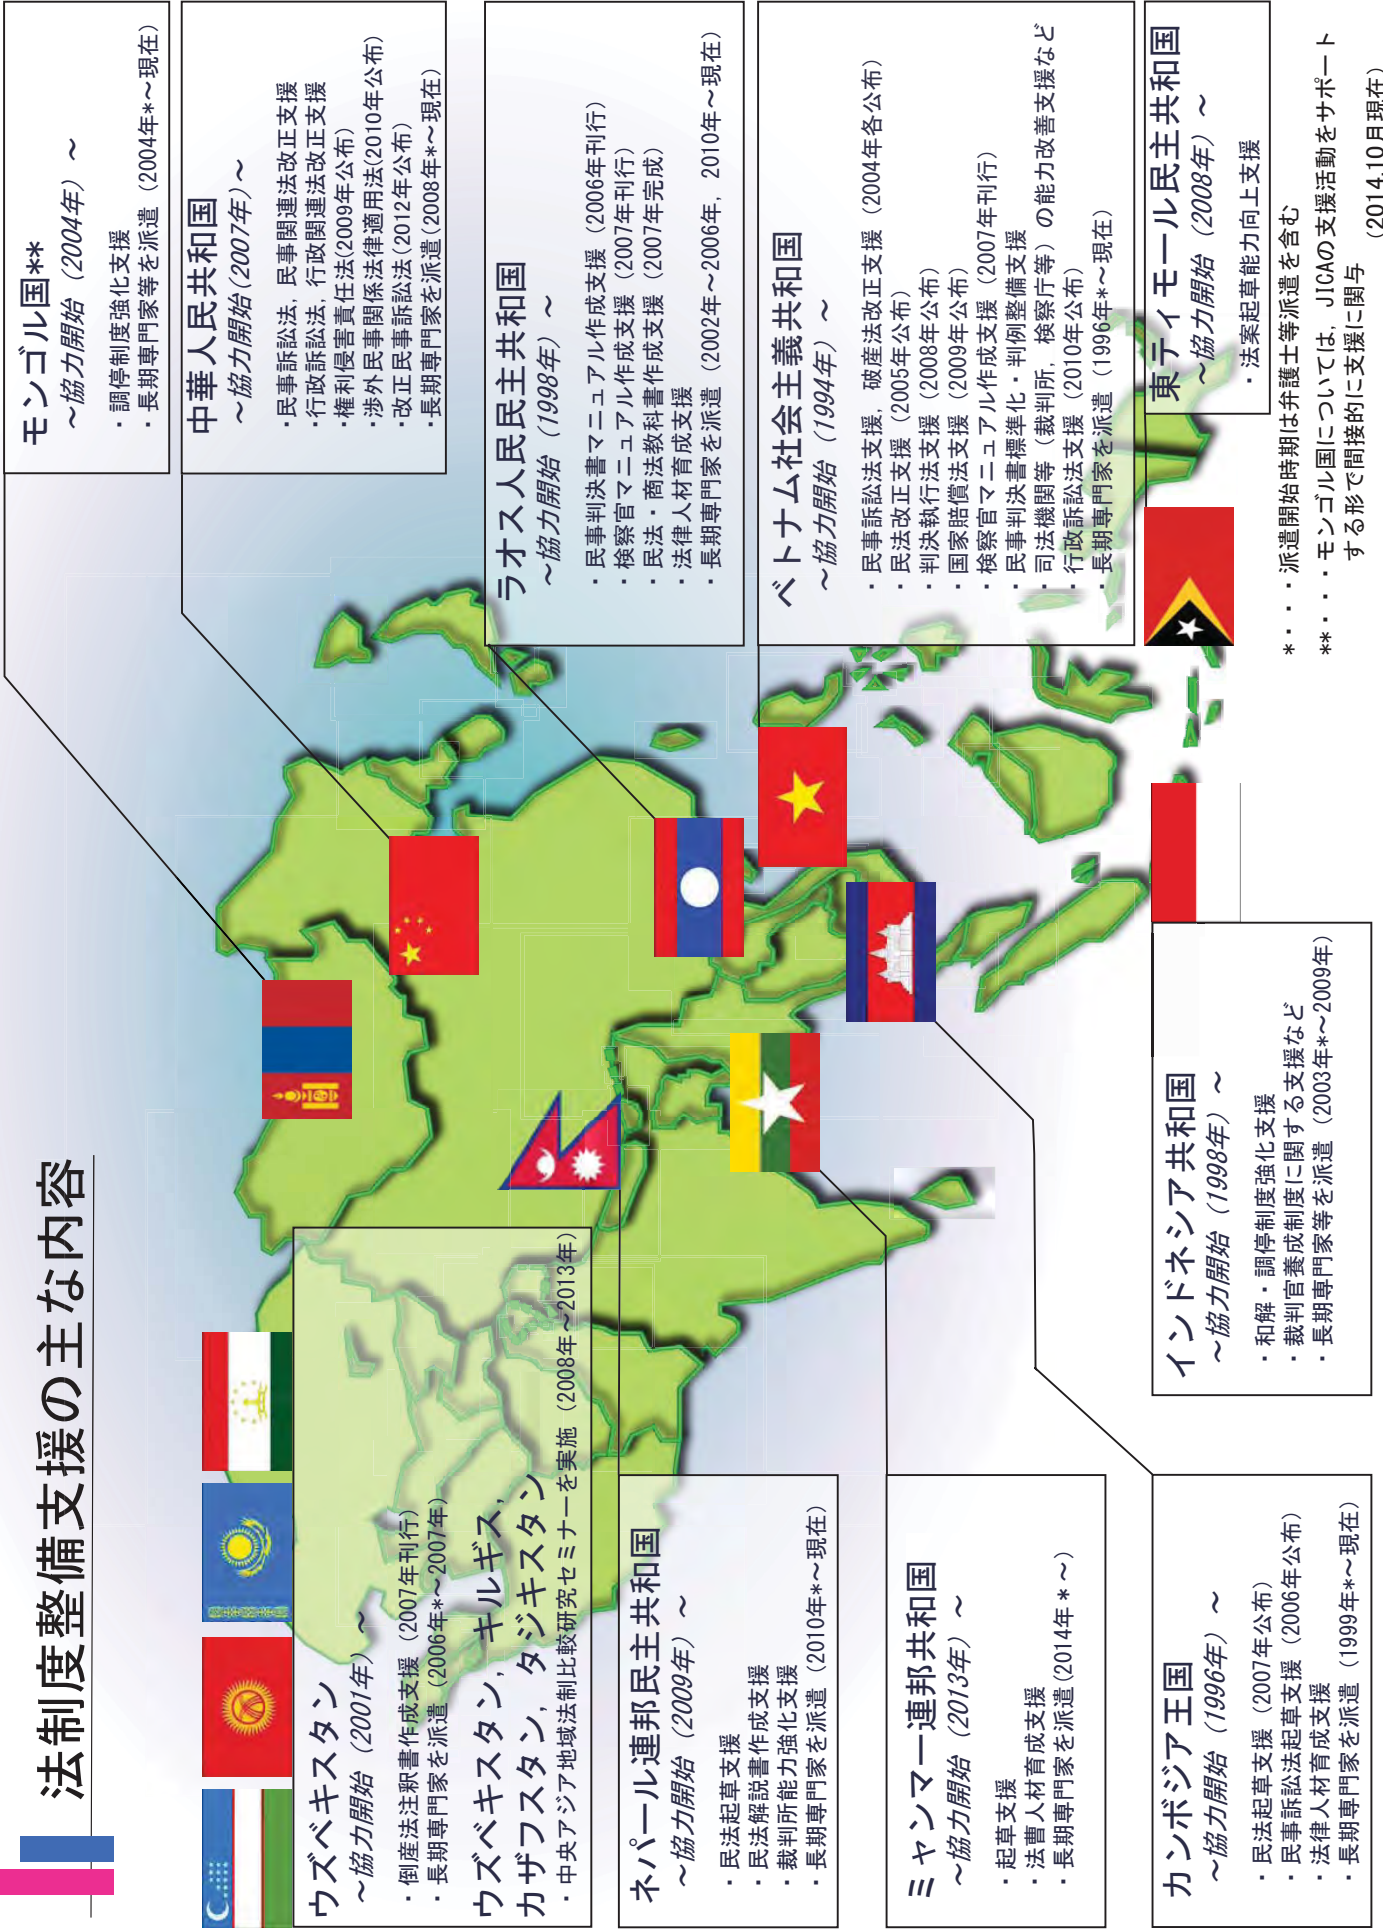 法制度整備支援の主な内容
ウズベキスタン
～協力開始（2001年）～
・倒産法注釈書作成支援（2007年刊行）
・長期専門家を派遣（2006年*～2007年）
ウズベキスタン，キルギス，
カザフスタン，タジキスタン
・中央アジア地域法制比較研究セミナーを実施（2008年～2013年）
ネパール連邦民主共和国
～協力開始（2009年）～
・民法起草支援
・民法解説書作成支援
・裁判所能力強化支援
・長期専門家を派遣（2010年*～現在）
ミャンマー連邦共和国
～協力開始（2013年）～
・起草支援
・法曹人材育成支援
・長期専門家を派遣(2014年＊～）
カンボジア王国
～協力開始（1996年）～
・民法起草支援（2007年公布）
・民事訴訟法起草支援（2006年公布）
・法律人材育成支援
・長期専門家を派遣（1999年*～現在）
インドネシア共和国
～協力開始（1998年）～
・和解・調停制度強化支援
・裁判官養成制度に関する支援など
・長期専門家等を派遣（2003年*～2009年）
モンゴル国**
～協力開始（2004年）～
・調停制度強化支援
・長期専門家等を派遣（2004年*～現在）
中華人民共和国
～協力開始(2007年)～
・民事訴訟法，民事関連法改正支援
・行政訴訟法，行政関連法改正支援
・権利侵害責任法(2009年公布)
・渉外民事関係法律適用法(2010年公布)
・改正民事訴訟法(2012年公布)
・長期専門家を派遣(2008年*～現在)
ラオス人民民主共和国
～協力開始（1998年）～
・民事判決書マニュアル作成支援（2006年刊行）
・検察官マニュアル作成支援（2007年刊行）
・民法・商法教科書作成支援（2007年完成）
・法律人材育成支援
・長期専門家を派遣（2002年～2006年，2010年～現在）
ベトナム社会主義共和国
～協力開始（1994年）～
・民事訴訟法支援，破産法改正支援（2004年各公布）
・民法改正支援（2005年公布）
・判決執行法支援（2008年公布）
・国家賠償法支援（2009年公布）
・検察官マニュアル作成支援（2007年刊行）
・民事判決書標準化・判例整備支援
・司法機関等（裁判所，検察庁等）の能力改善支援など
・行政訴訟法支援（2010年公布）
・長期専門家を派遣（1996年*～現在）
東ティモール民主共和国
～協力開始（2008年）～
・法案起草能力向上支援
*・・・派遣開始時期は弁護士等派遣を含む
**・・・モンゴル国については，JICAの支援活動をサポート
する形で間接的に支援に関与
（2014.10月現在）